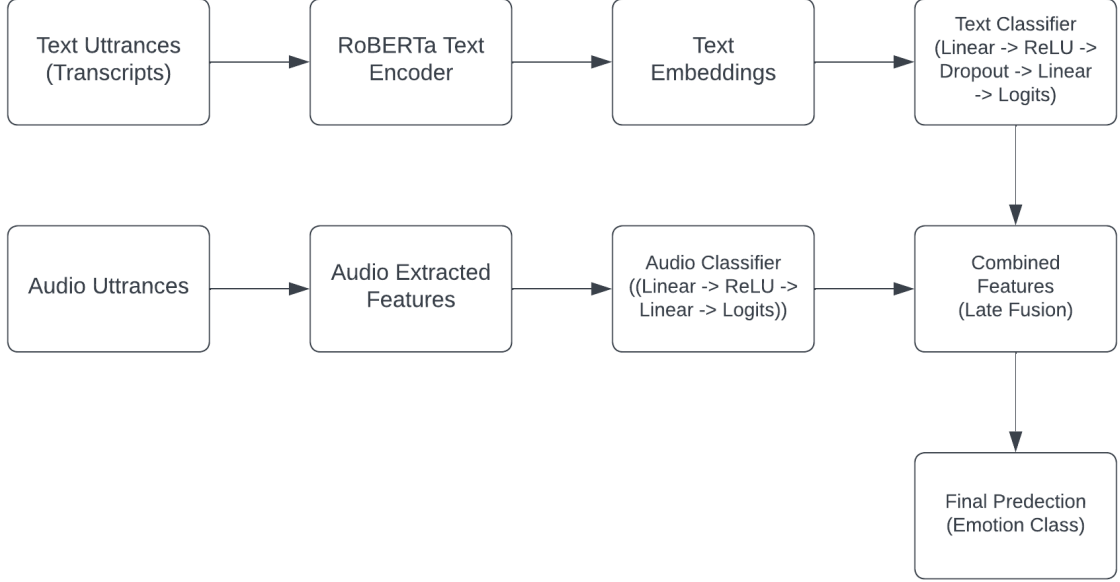 Text Uttrances
(Transcripts)
RoBERTa Text
Encoder
Text
Embeddings
Text Classifier
(Linear -> ReLU ->
Dropout -> Linear
-> Logits)
Audio Uttrances
Audio Extracted
Features
Audio Classifier
((Linear -> ReLU ->
Linear -> Logits))
Combined
Features
(Late Fusion)
Final Predection
(Emotion Class)